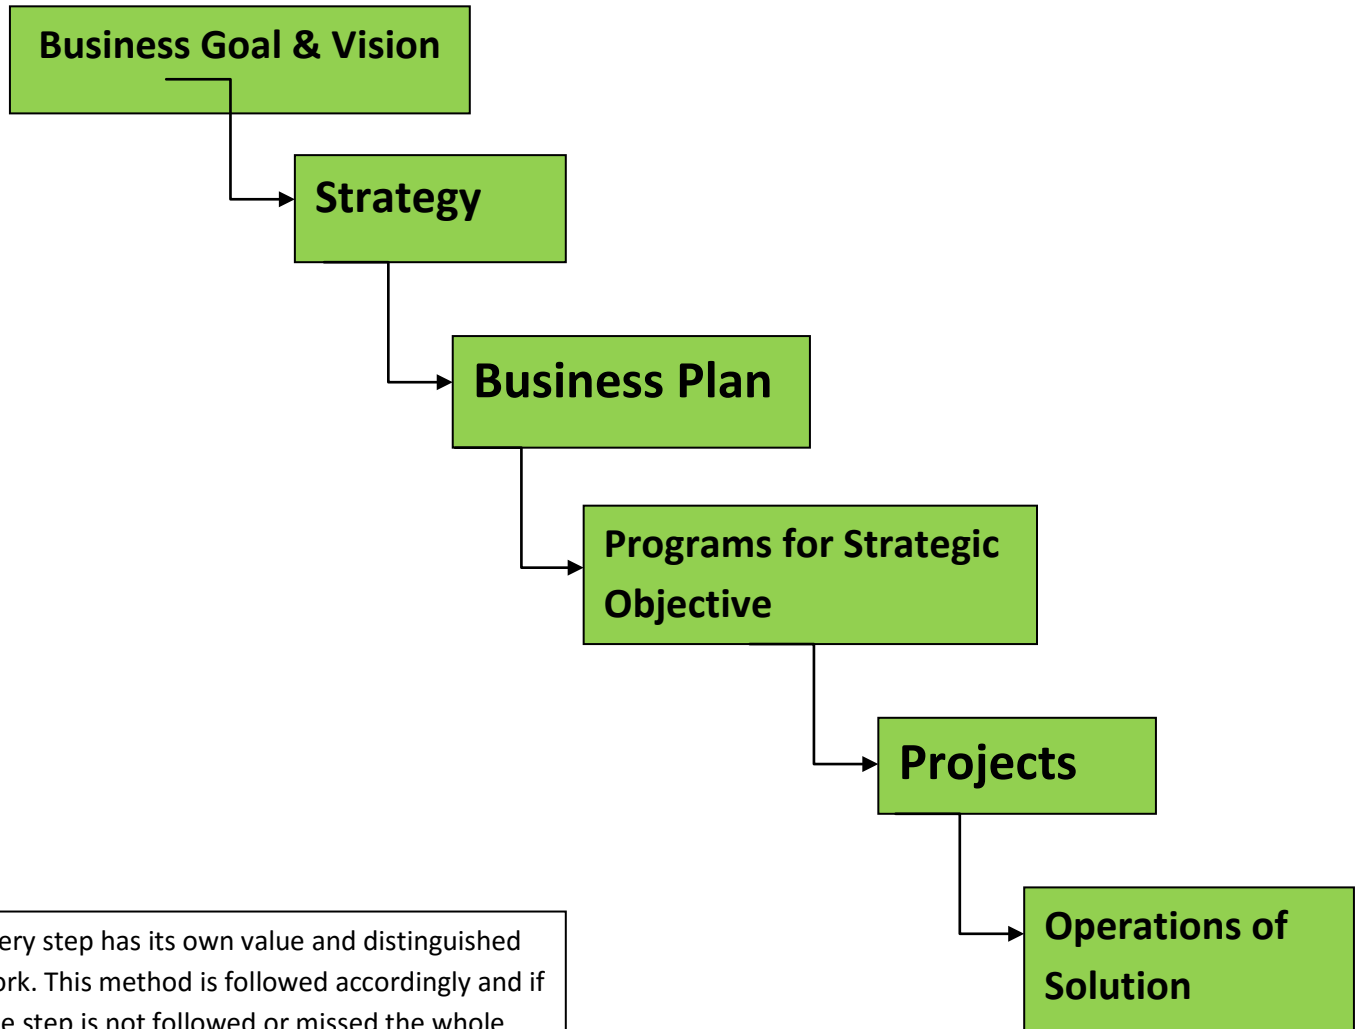 Business Goal & Vision
Strategy
Business Plan
Programs for Strategic
Objective
Projects
Operations of
Solution
step has its own value and distinguished
This method is followed accordingly and if
step is not followed or missed the whole